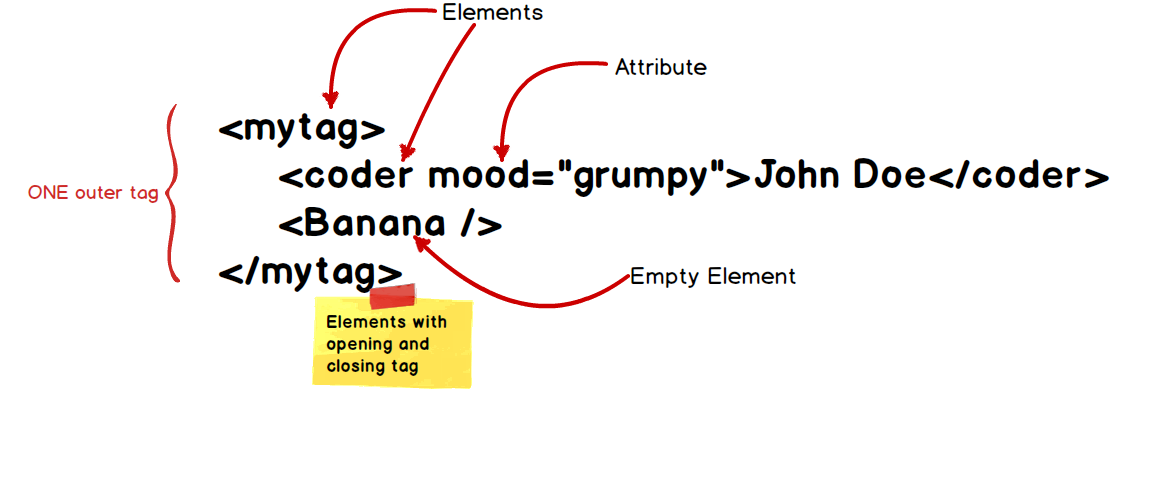 Elements
Attribute
<mytag>
<coder mood="grumpy">John Doe</coder>
ONE outer tag
<Banana />
</mytag>
Empty Element
Elements with
opening and
closing tag